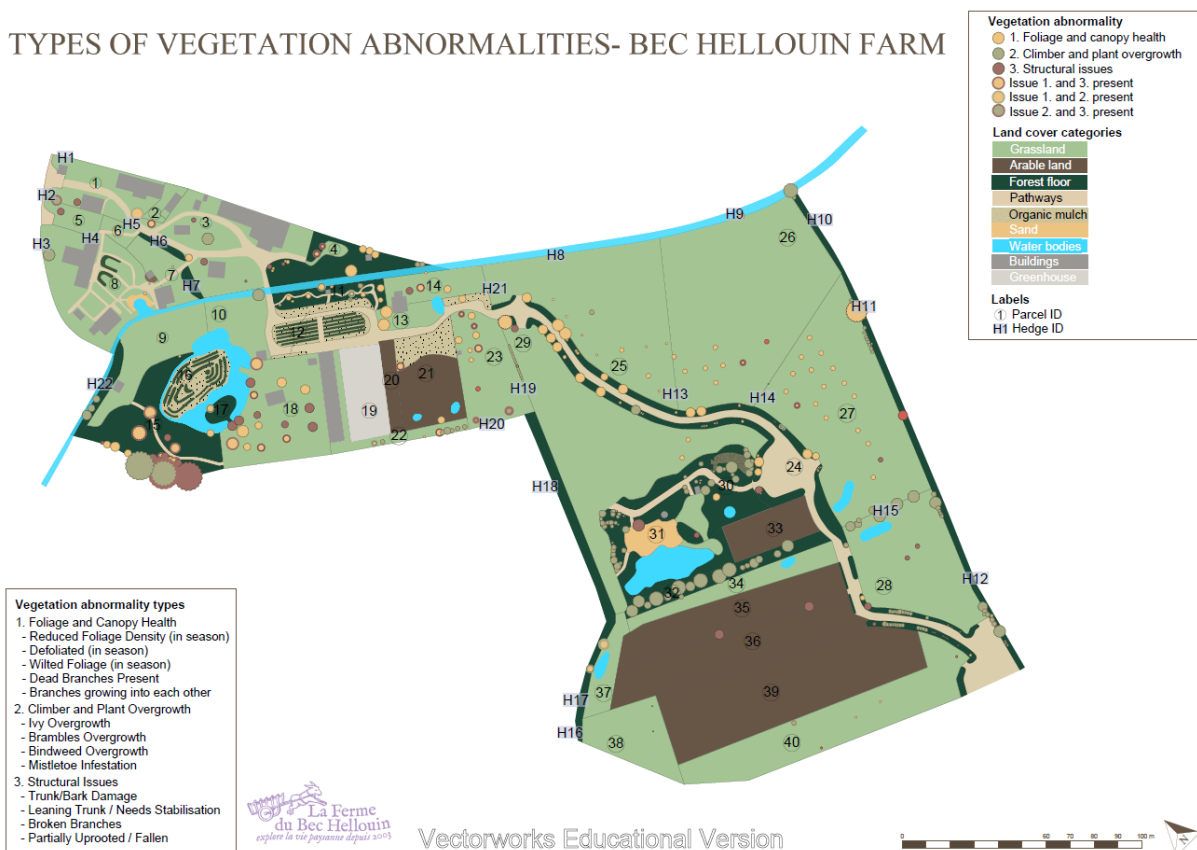 TYPES OF VEGETATION ABNORMALITIES- BEC HELLOUIN FARM
Vegetation abnormality
1. Foliage and canopy health
2. Climber and plant overgrowth
3. Structural issues
Issue 1. and 3. present
Issue 1. and 2. present
Issue 2. and 3. present
Land cover categories
Grassland
Arable land
Forest floor
Pathways
Organic mulch
Sand
Water bodies
Buildings
Greenhouse
Labels
1 Parcel ID
H1 Hedge ID
H1
1
H2
5
H3
H4
6
H5
2
H6
3
4
7
H7
8
9
10
11
12
13
14
H8
H9
H10
26
H11
H21
H22
15
16
17
18
19
20
21
22
23
29
H19
H20
25
H13
H14
27
24
H18
30
31
33
H15
32
34
28
H12
35
36
37
39
H17
H16
38
40
Vegetation abnormality types
1. Foliage and Canopy Health
- Reduced Foliage Density (in season)
- Defoliated (in season)
- Wilted Foliage (in season)
- Dead Branches Present
- Branches growing into each other
2. Climber and Plant Overgrowth
- Ivy Overgrowth
- Brambles Overgrowth
- Bindweed Overgrowth
- Mistletoe Infestation
3. Structural Issues
- Trunk/Bark Damage
- Leaning Trunk / Needs Stabilisation
- Broken Branches
- Partially Uprooted / Fallen
La Ferme
du Bec Hellouin
explore la vie paysanne depuis 2003
Vectorworks Educational Version
0 60 70 80 90 100 m